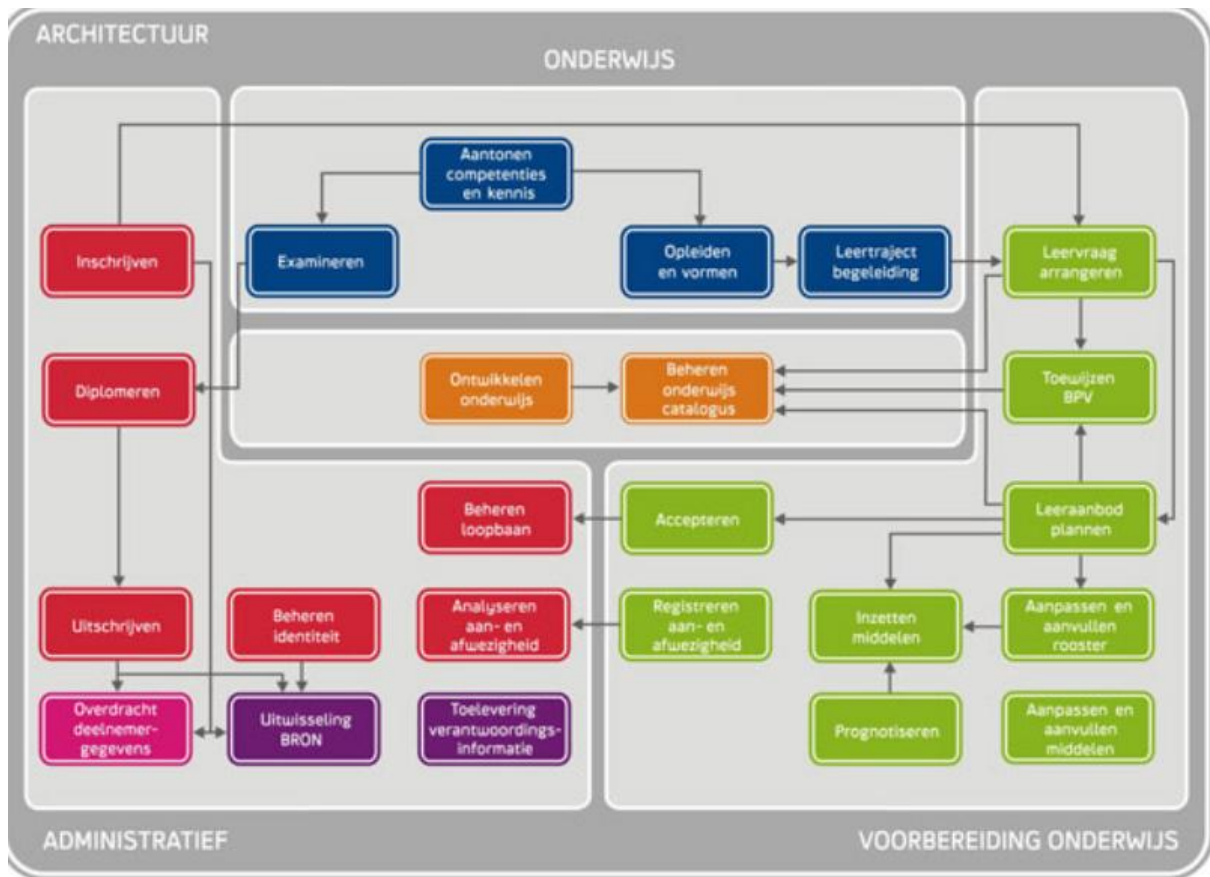 ARCHITECTUUR
ONDERWIJS
Aantonen
competenties
en kennis
Inschrijven
Examineren
Opleiden
en vormen
Leertraject
begeleiding
Leervraag
arrangeren
Diplomeren
Ontwikkelen
onderwijs
Beheren
onderwijs
catalogus
Toewijzen
BPV
Beheren
loopbaan
Accepteren
Leeraanbod
plannen
Uitschrijven
Beheren
identiteit
Analyseren
aan- en
afwezigheid
Registreren
aan- en
afwezigheid
Inzetten
middelen
Aanpassen en
aanvullen
rooster
Overdracht
deelnemer-
gegevens
Uitwisseling
BRON
Toelevering
verantwoordings-
informatie
Prognotiseren
Aanpassen en
aanvullen
middelen
ADMINISTRATIEF
VOORBEREIDING ONDERWIJS